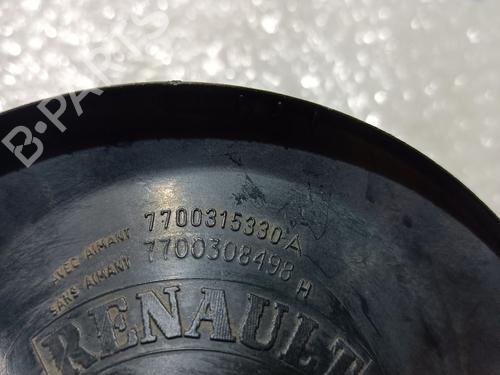 B-PARTS
AVEC AIMANT 7700315330 A
SANS AIMANT 7700308498 H
RENAULT